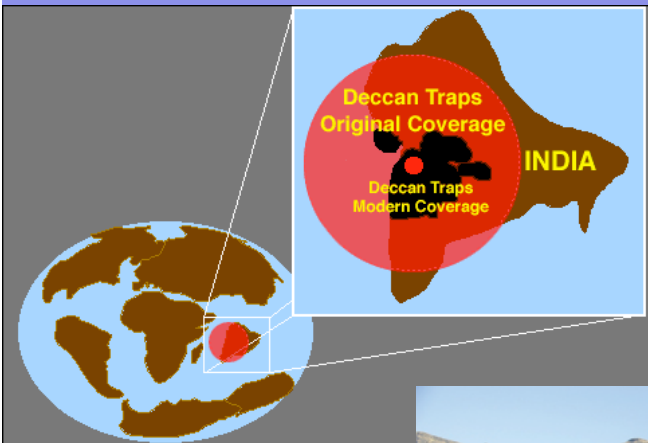 Deccan Traps
Original Coverage
INDIA
Deccan Traps
Modern Coverage